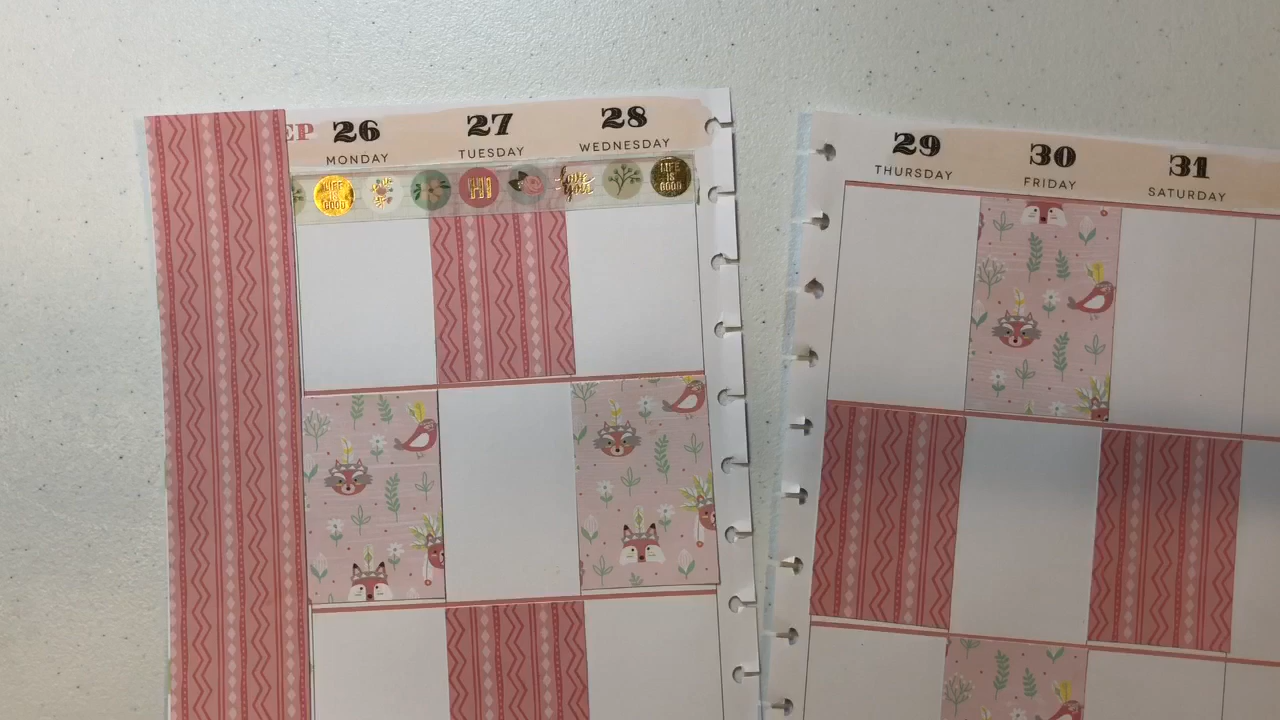 EP
26
MONDAY
27
TUESDAY
28
WEDNESDAY
LIFE IS GOOD
HI
love you
LIFE IS GOOD
29
THURSDAY
30
FRIDAY
31
SATURDAY